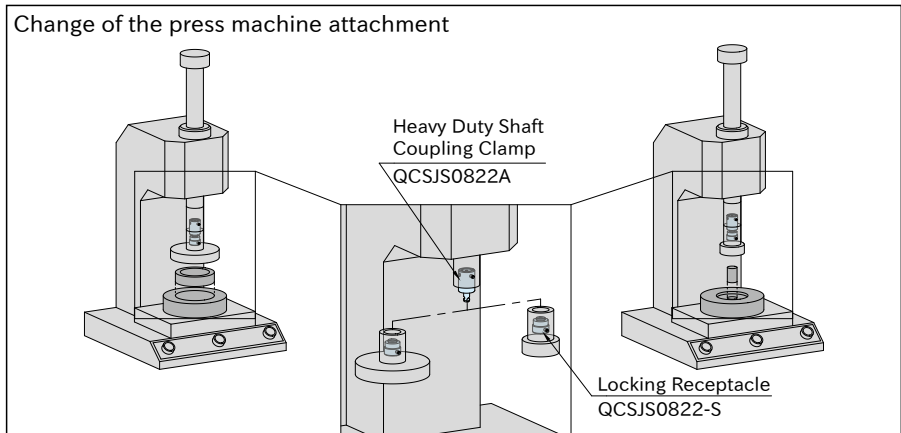 Change of the press machine attachment
Heavy Duty Shaft
Coupling Clamp
QCSJS0822A
Locking Receptacle
QCSJS0822-S